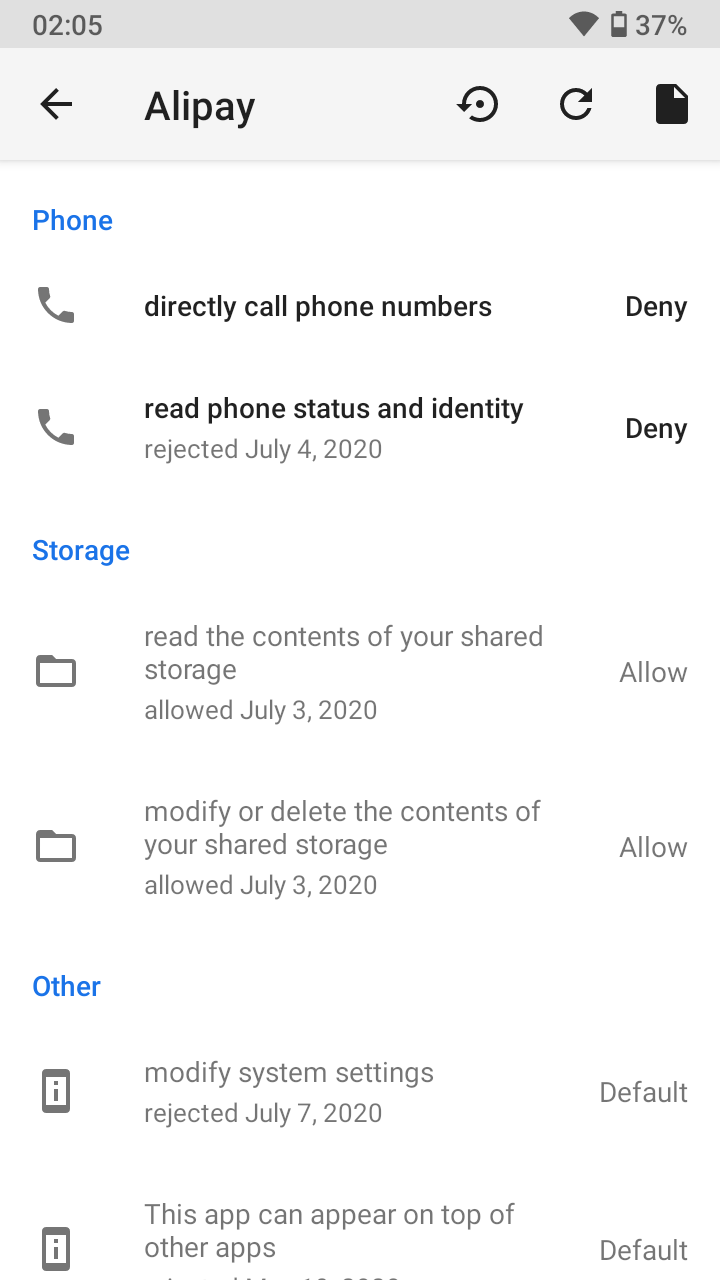 02:05
37%
Alipay
Phone
directly call phone numbers
Deny
read phone status and identity
rejected July 4, 2020
Deny
Storage
read the contents of your shared
storage
allowed July 3, 2020
Allow
modify or delete the contents of
your shared storage
allowed July 3, 2020
Allow
Other
modify system settings
rejected July 7, 2020
Default
This app can appear on top of
other apps
Default